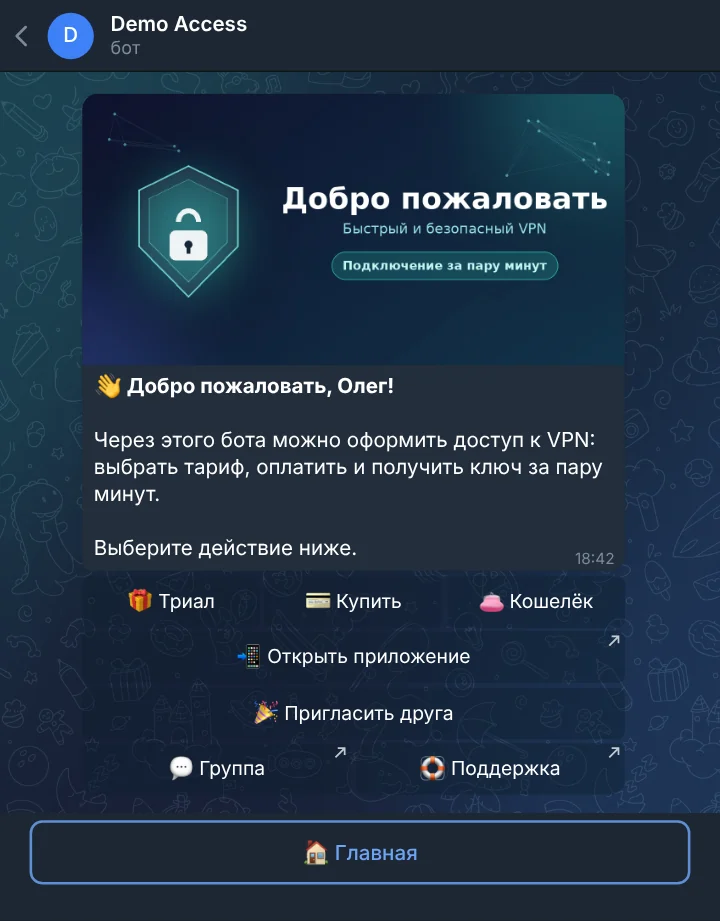 D
Demo Access
бот
Добро пожаловать
Быстрый и безопасный VPN
Подключение за пару минут
👋 Добро пожаловать, Олег!
Через этого бота можно оформить доступ к VPN:
выбрать тариф, оплатить и получить ключ за пару
минут.
Выберите действие ниже.
18:42
🎁 Триал
💳 Купить
👛 Кошелёк
📲 Открыть приложение
🎉 Пригласить друга
💬 Группа
🛟 Поддержка
🏠 Главная